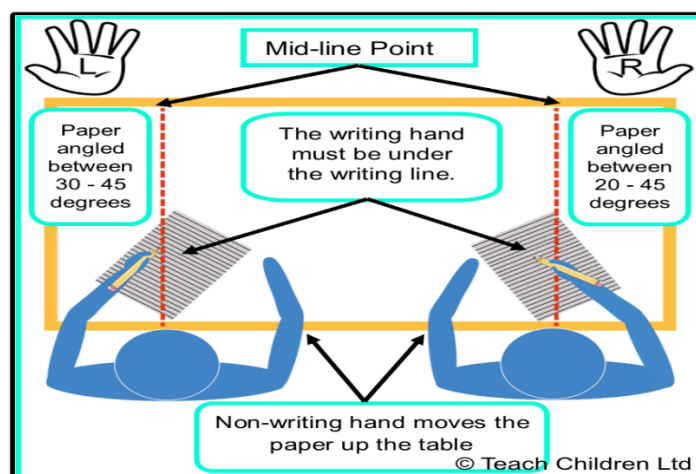 Mid-line Point
L
R
Paper
angled
between
30 - 45
degrees
The writing hand
must be under
the writing line.
Paper
angled
between
20 - 45
degrees
Non-writing hand moves the
paper up the table
© Teach Children Ltd